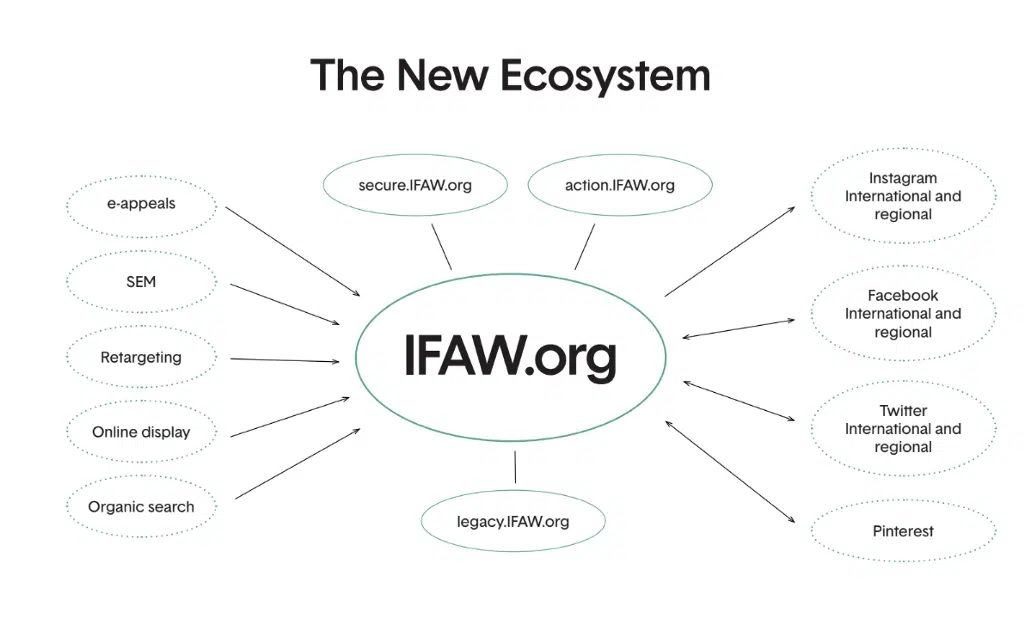 The New Ecosystem
secure.IFAW.org
action.IFAW.org
e-appeals
SEM
Retargeting
Online display
Organic search
IFAW.org
legacy.IFAW.org
Instagram
International and
regional
Facebook
International and
regional
Twitter
International and
regional
Pinterest